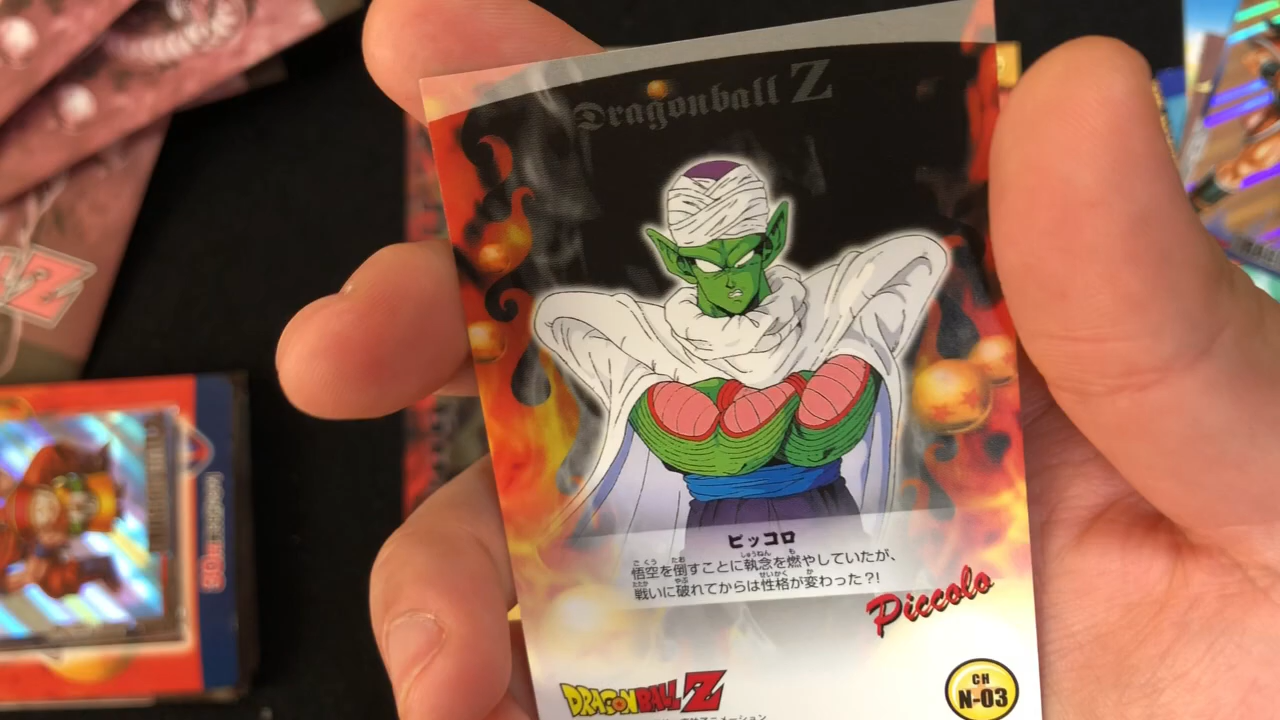 Dragonball Z
ピッコロ
悟空を倒すことに執念を燃やしていたが、
戦いに破れてからは性格が変わった?!
Piccolo
DRAGONBALL Z
CH
N-03
Z